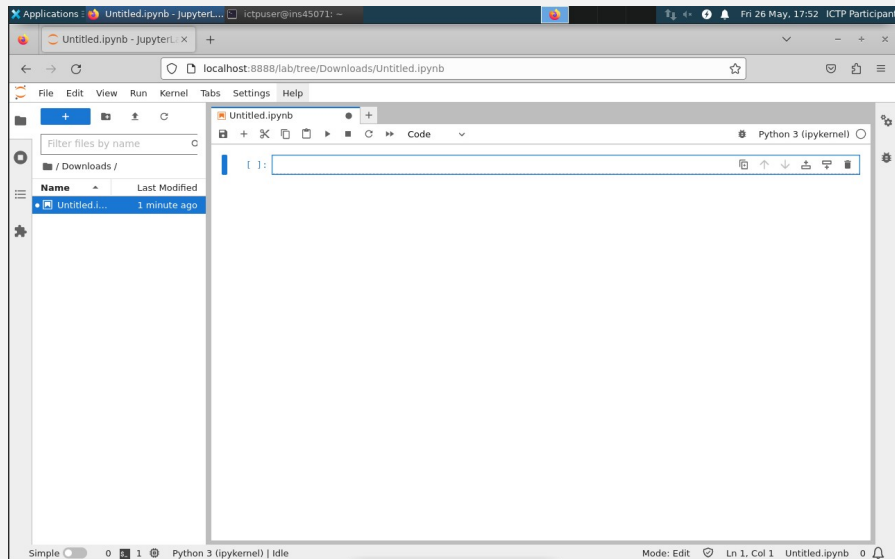 Applications Untitled.ipynb - JupyterL... ictpuser@ins45071: ~ Fri 26 May, 17:52 ICTP Participant
Untitled.ipynb - JupyterL
localhost:8888/lab/tree/Downloads/Untitled.ipynb
File Edit View Run Kernel Tabs Settings Help
Untitled.ipynb
Code Python 3 (ipykernel)
Filter files by name
/ Downloads /
[ ]:
Name Last Modified
Untitled.i... 1 minute ago
Simple 0 1 Python 3 (ipykernel) | Idle Mode: Edit Ln 1, Col 1 Untitled.ipynb 0